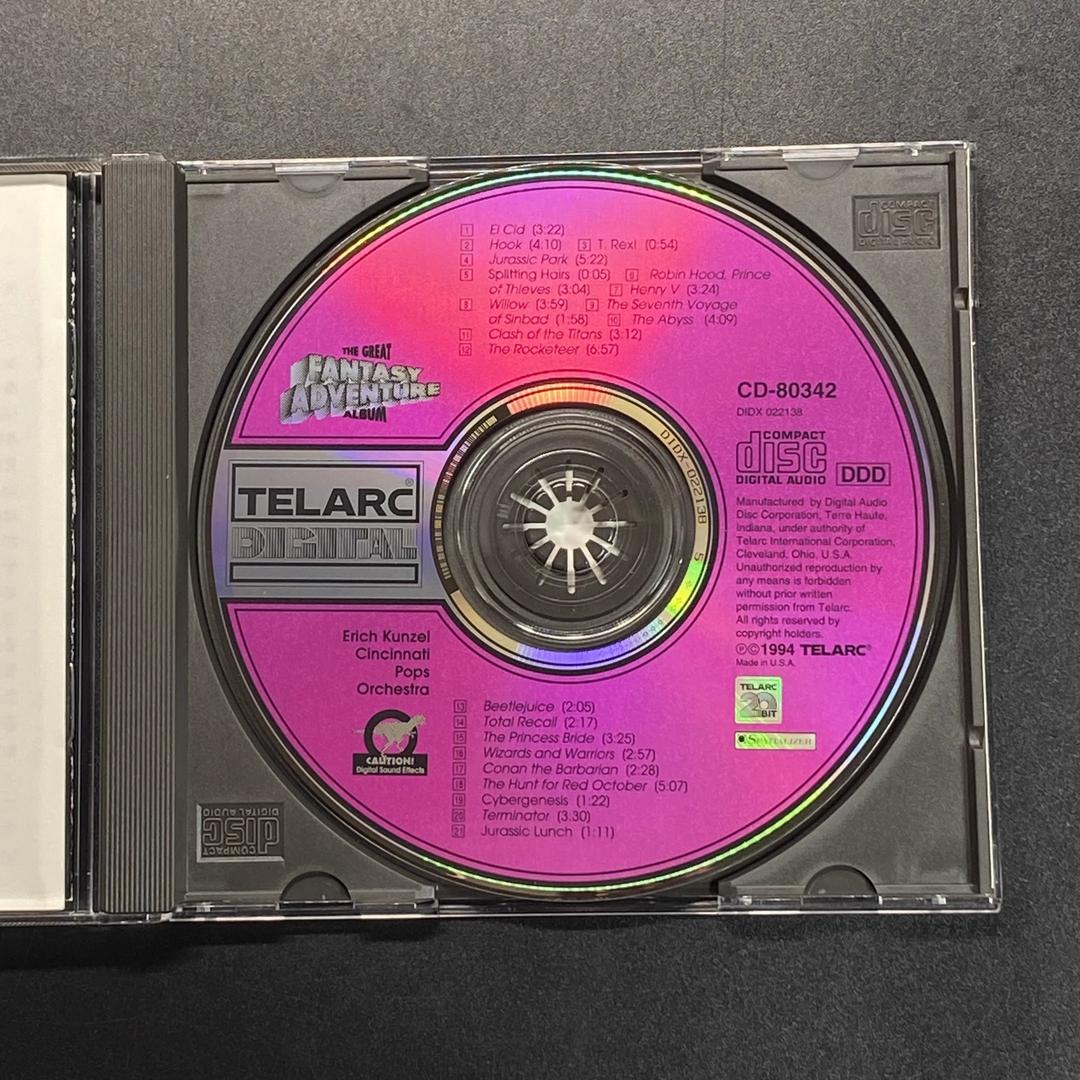 1 El Cid (3:22)
2 Hook (4:10) 3 T. Rex! (0:54)
4 Jurassic Park (5:22)
5 Splitting Hairs (0:05) 6 Robin Hood, Prince
of Thieves (3:04) 7 Henry V (3:24)
8 Willow (3:59) 9 The Seventh Voyage
of Sinbad (1:58) 10 The Abyss (4:09)
11 Clash of the Titans (3:12)
12 The Rocketeer (6:57)
THE GREAT
FANTASY
ADVENTURE
ALBUM
TELARC®
DIGITAL
Erich Kunzel
Cincinnati
Pops
Orchestra
CAUTION!
Digital Sound Effects
13 Beetlejuice (2:05)
14 Total Recall (2:17)
15 The Princess Bride (3:25)
16 Wizards and Warriors (2:57)
17 Conan the Barbarian (2:28)
18 The Hunt for Red October (5:07)
19 Cybergenesis (1:22)
20 Terminator (3:30)
21 Jurassic Lunch (1:11)
CD-80342
DIDX 022138
COMPACT
disc
DIGITAL AUDIO
DDD
Manufactured by Digital Audio
Disc Corporation, Terre Haute,
Indiana, under authority of
Telarc International Corporation,
Cleveland, Ohio, U.S.A.
Unauthorized reproduction by
any means is forbidden
without prior written
permission from Telarc.
All rights reserved by
copyright holders.
℗©1994 TELARC®
Made in U.S.A.
TELARC
20
BIT
SPATIALIZER
DIDX-022138 5
COMPACT
disc
DIGITAL AUDIO
COMPACT
disc
DIGITAL AUDIO